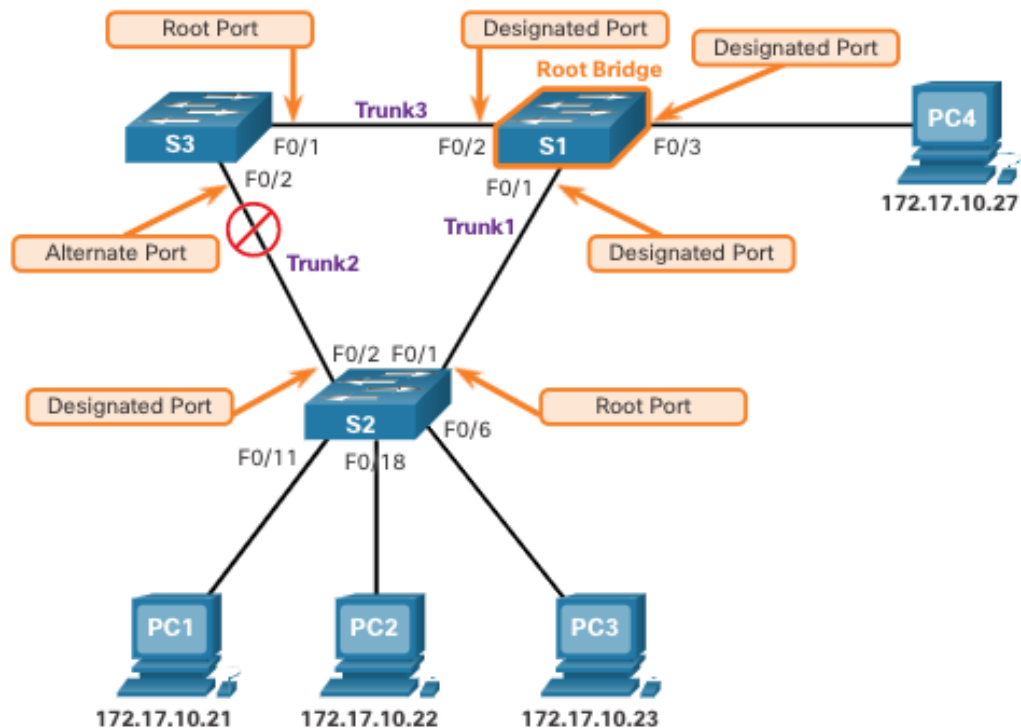 Root Port
Designated Port
Designated Port
Root Bridge
Trunk3
S3
F0/1
F0/2
S1
F0/3
PC4
F0/2
F0/1
172.17.10.27
Alternate Port
Trunk1
Trunk2
Designated Port
F0/2
F0/1
Designated Port
Root Port
S2
F0/6
F0/11
F0/18
PC1
PC2
PC3
172.17.10.21
172.17.10.22
172.17.10.23